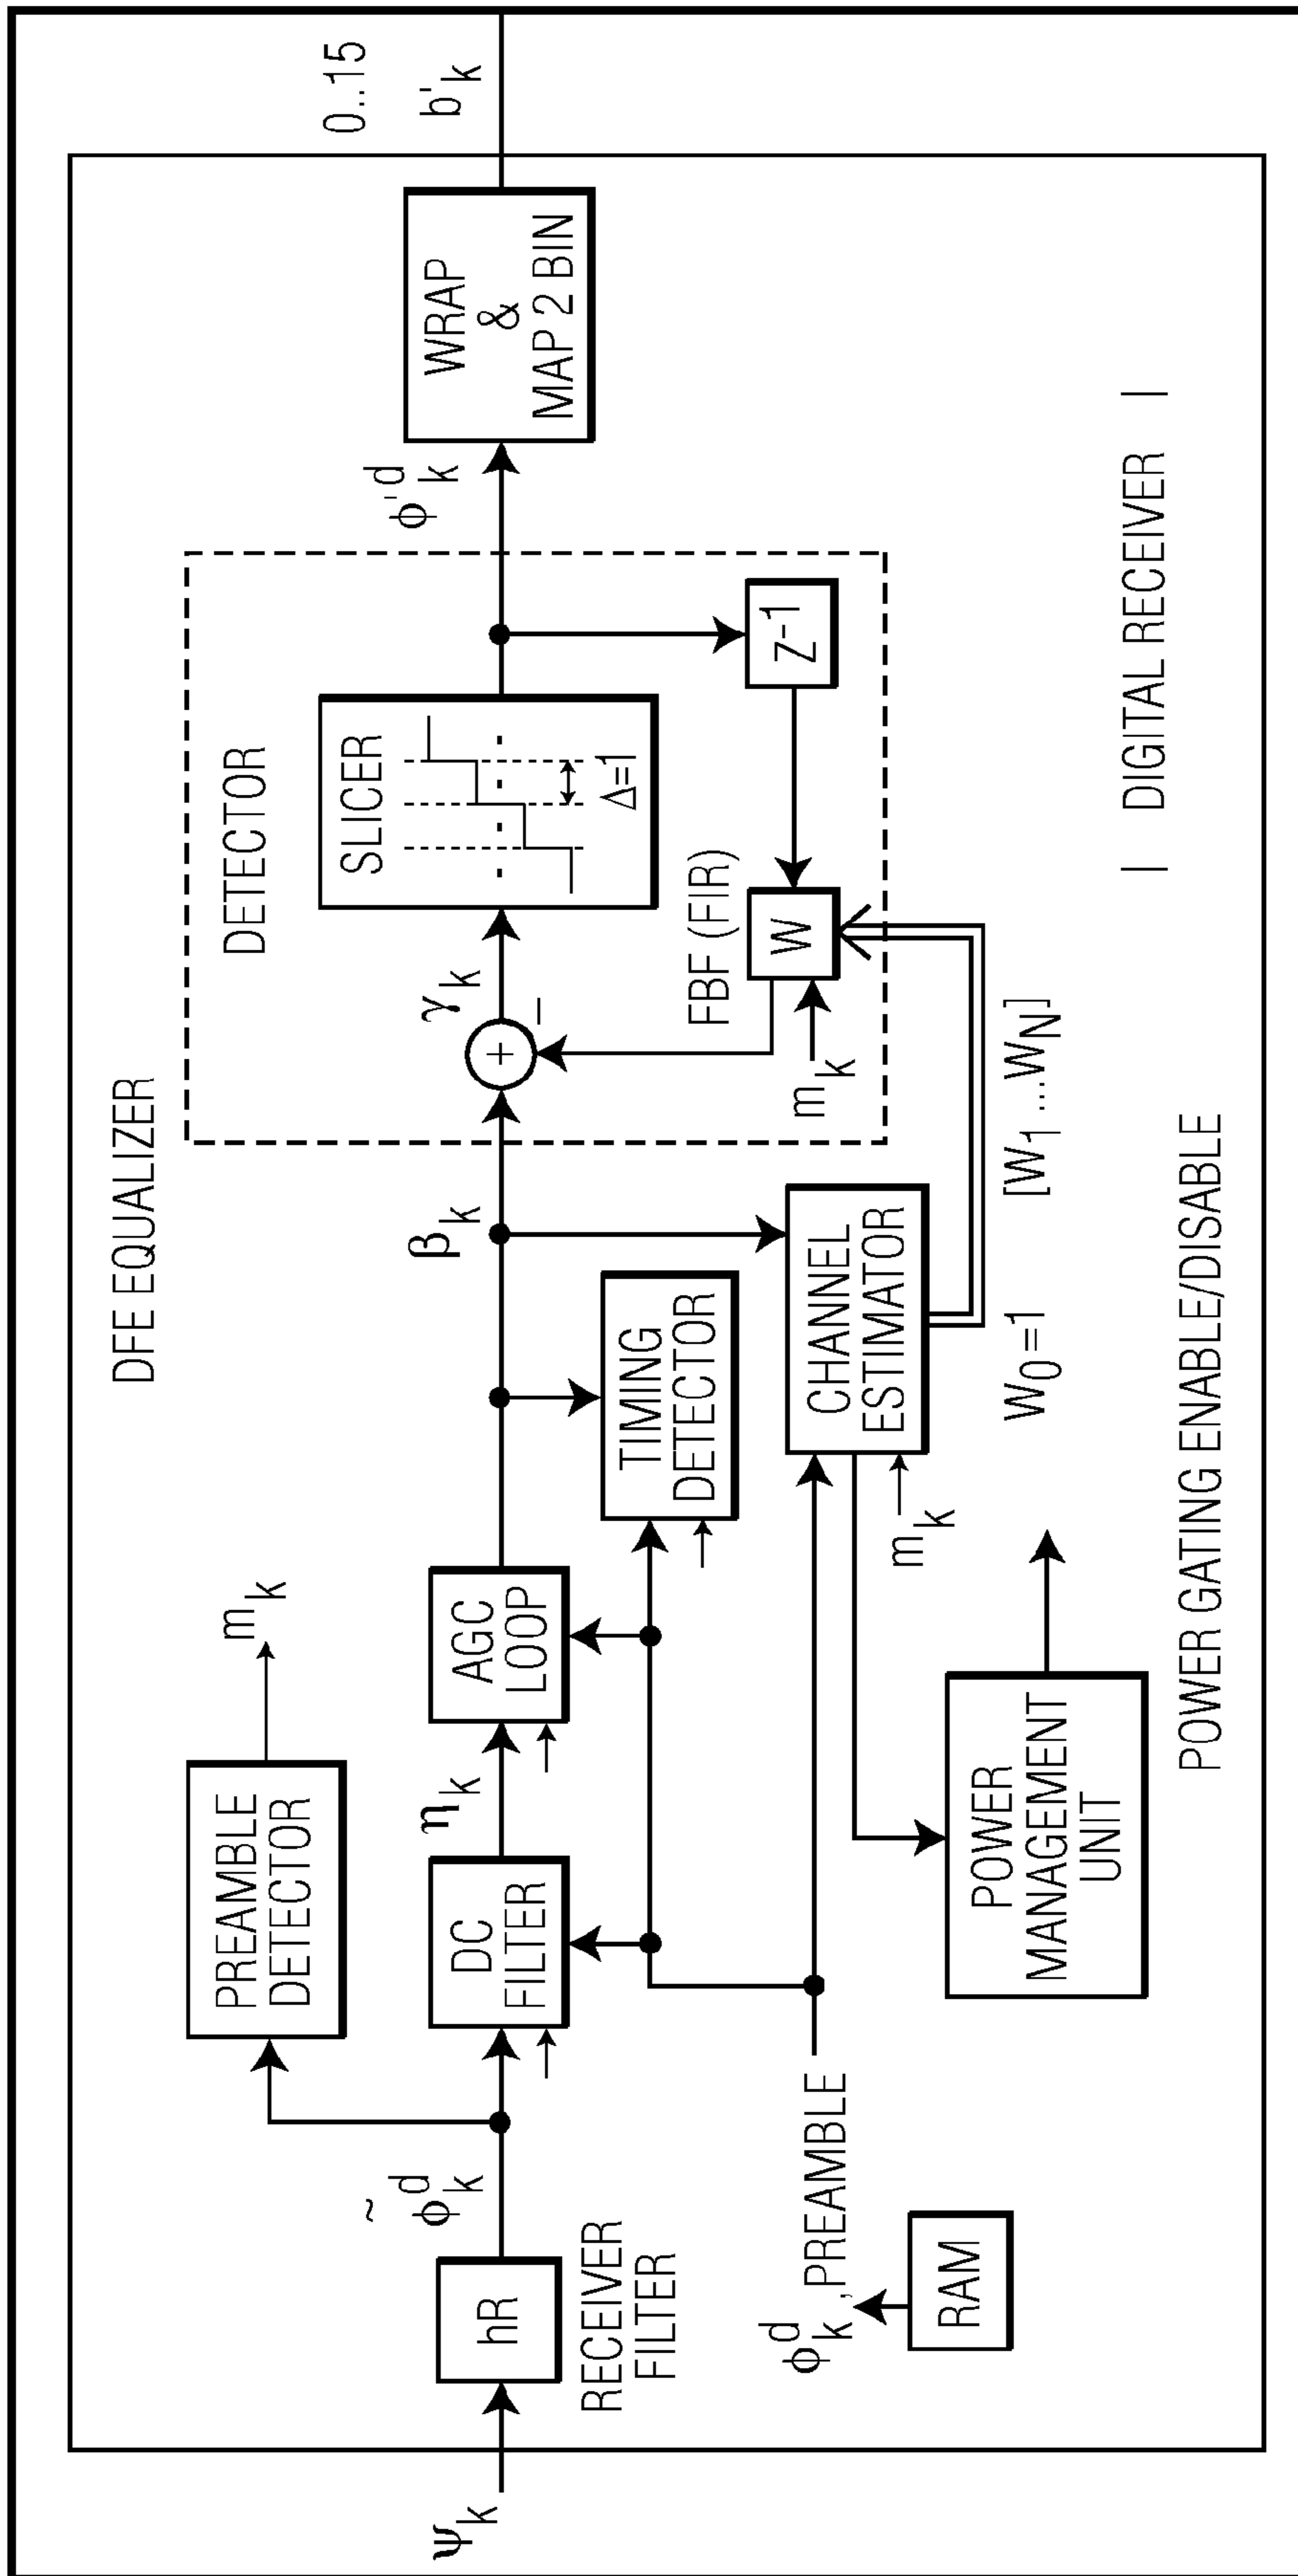 DFE EQUALIZER
0..15
b'k
ψk
hR
RECEIVER
FILTER
~
ϕdk
PREAMBLE
DETECTOR
mk
DC
FILTER
ηk
AGC
LOOP
βk
TIMING
DETECTOR
DETECTOR
γk
+
−
SLICER
Δ=1
ϕ'dk
WRAP
&
MAP 2 BIN
Z-1
FBF (FIR)
W
mk
ϕdk, PREAMBLE
RAM
CHANNEL
ESTIMATOR
mk
W0=1
[W1 ...WN]
POWER
MANAGEMENT
UNIT
POWER GATING ENABLE/DISABLE
| DIGITAL RECEIVER |